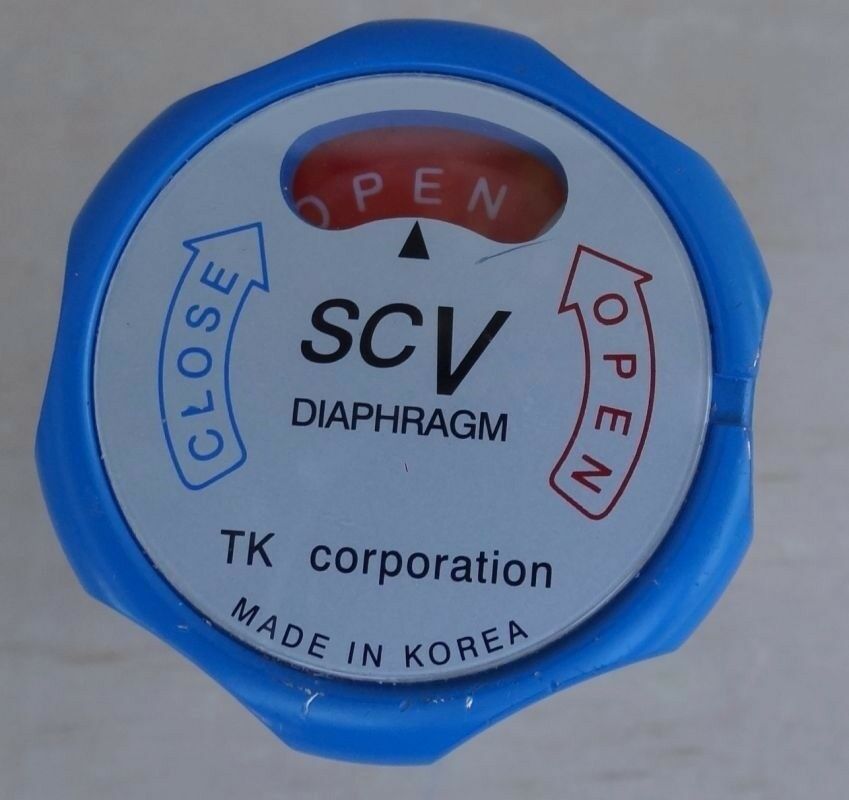 OPEN
CLOSE
OPEN
SCV
DIAPHRAGM
TK corporation
MADE IN KOREA